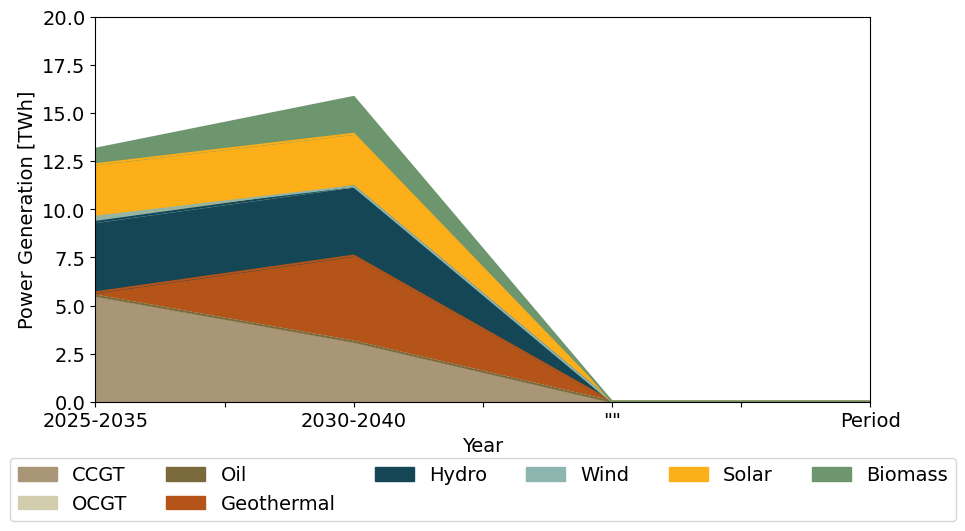 20.0
17.5
15.0
12.5
10.0
7.5
5.0
2.5
0.0
Power Generation [TWh]
2025-2035 2030-2040 "" Period
Year
CCGT Oil Hydro Wind Solar Biomass
OCGT Geothermal